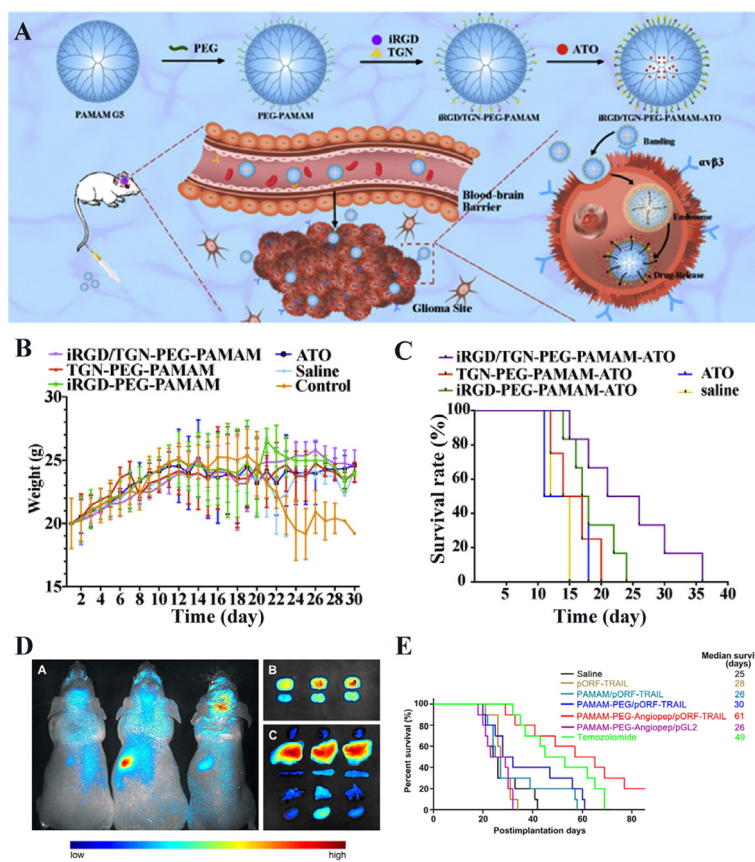 A
PEG
iRGD
TGN
ATO
PAMAM G5
PEG-PAMAM
iRGD/TGN-PEG-PAMAM
iRGD/TGN-PEG-PAMAM-ATO
Banding
αvβ3
Blood-brain
Barrier
Endosome
Drug-Release
Glioma Site
B
iRGD/TGN-PEG-PAMAM
TGN-PEG-PAMAM
iRGD-PEG-PAMAM
ATO
Saline
Control
Weight (g)
30
25
20
15
2 4 6 8 10 12 14 16 18 20 22 24 26 28 30
Time (day)
C
iRGD/TGN-PEG-PAMAM-ATO
TGN-PEG-PAMAM-ATO
iRGD-PEG-PAMAM-ATO
ATO
saline
Survival rate (%)
100
80
60
40
20
0
5 10 15 20 25 30 35 40
Time (day)
D
A
B
C
low
high
E
Median survi
(days)
Saline 25
pORF-TRAIL 28
PAMAM/pORF-TRAIL 26
PAMAM-PEG/pORF-TRAIL 30
PAMAM-PEG-Angiopep/pORF-TRAIL 61
PAMAM-PEG-Angiopep/pGL2 26
Temozolomide 49
Percent survival (%)
100
80
60
40
20
0
0 20 40 60 80
Postimplantation days